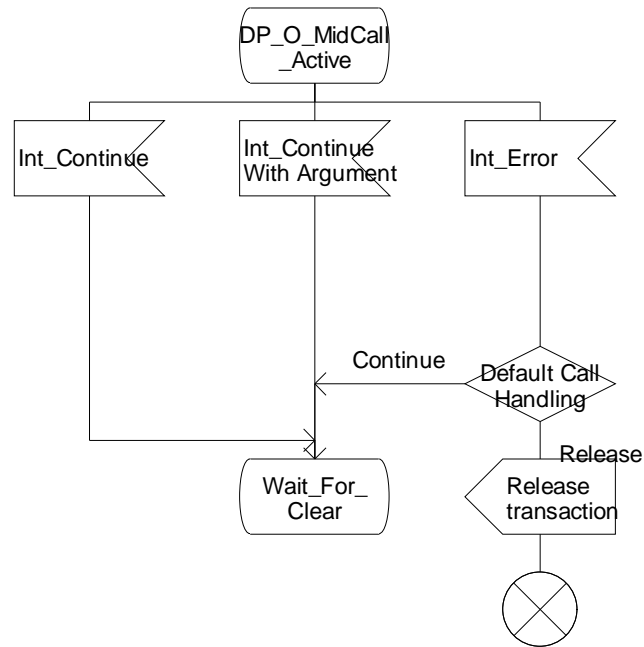 DP_O_MidCall
_Active
Int_Continue
Int_Continue
With Argument
Int_Error
Continue
Default Call
Handling
Release
Wait_For_
Clear
Release
transaction